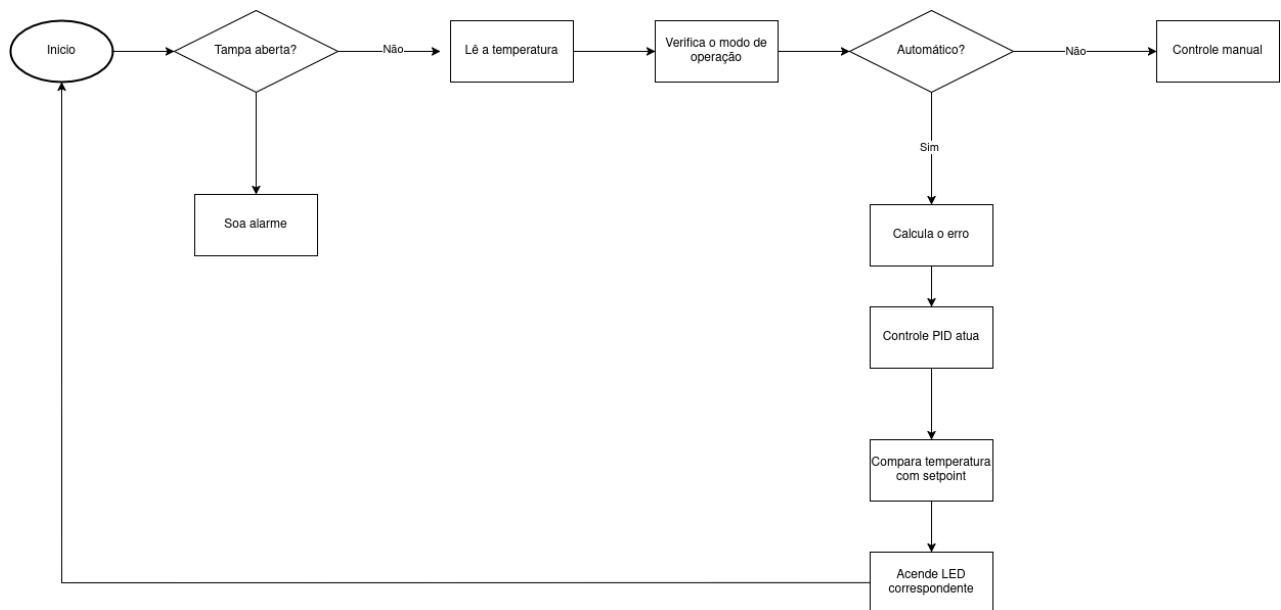 Inicio
Tampa aberta?
Não
Lê a temperatura
Verifica o modo de
operação
Automático?
Não
Controle manual
Sim
Soa alarme
Calcula o erro
Controle PID atua
Compara temperatura
com setpoint
Acende LED
correspondente